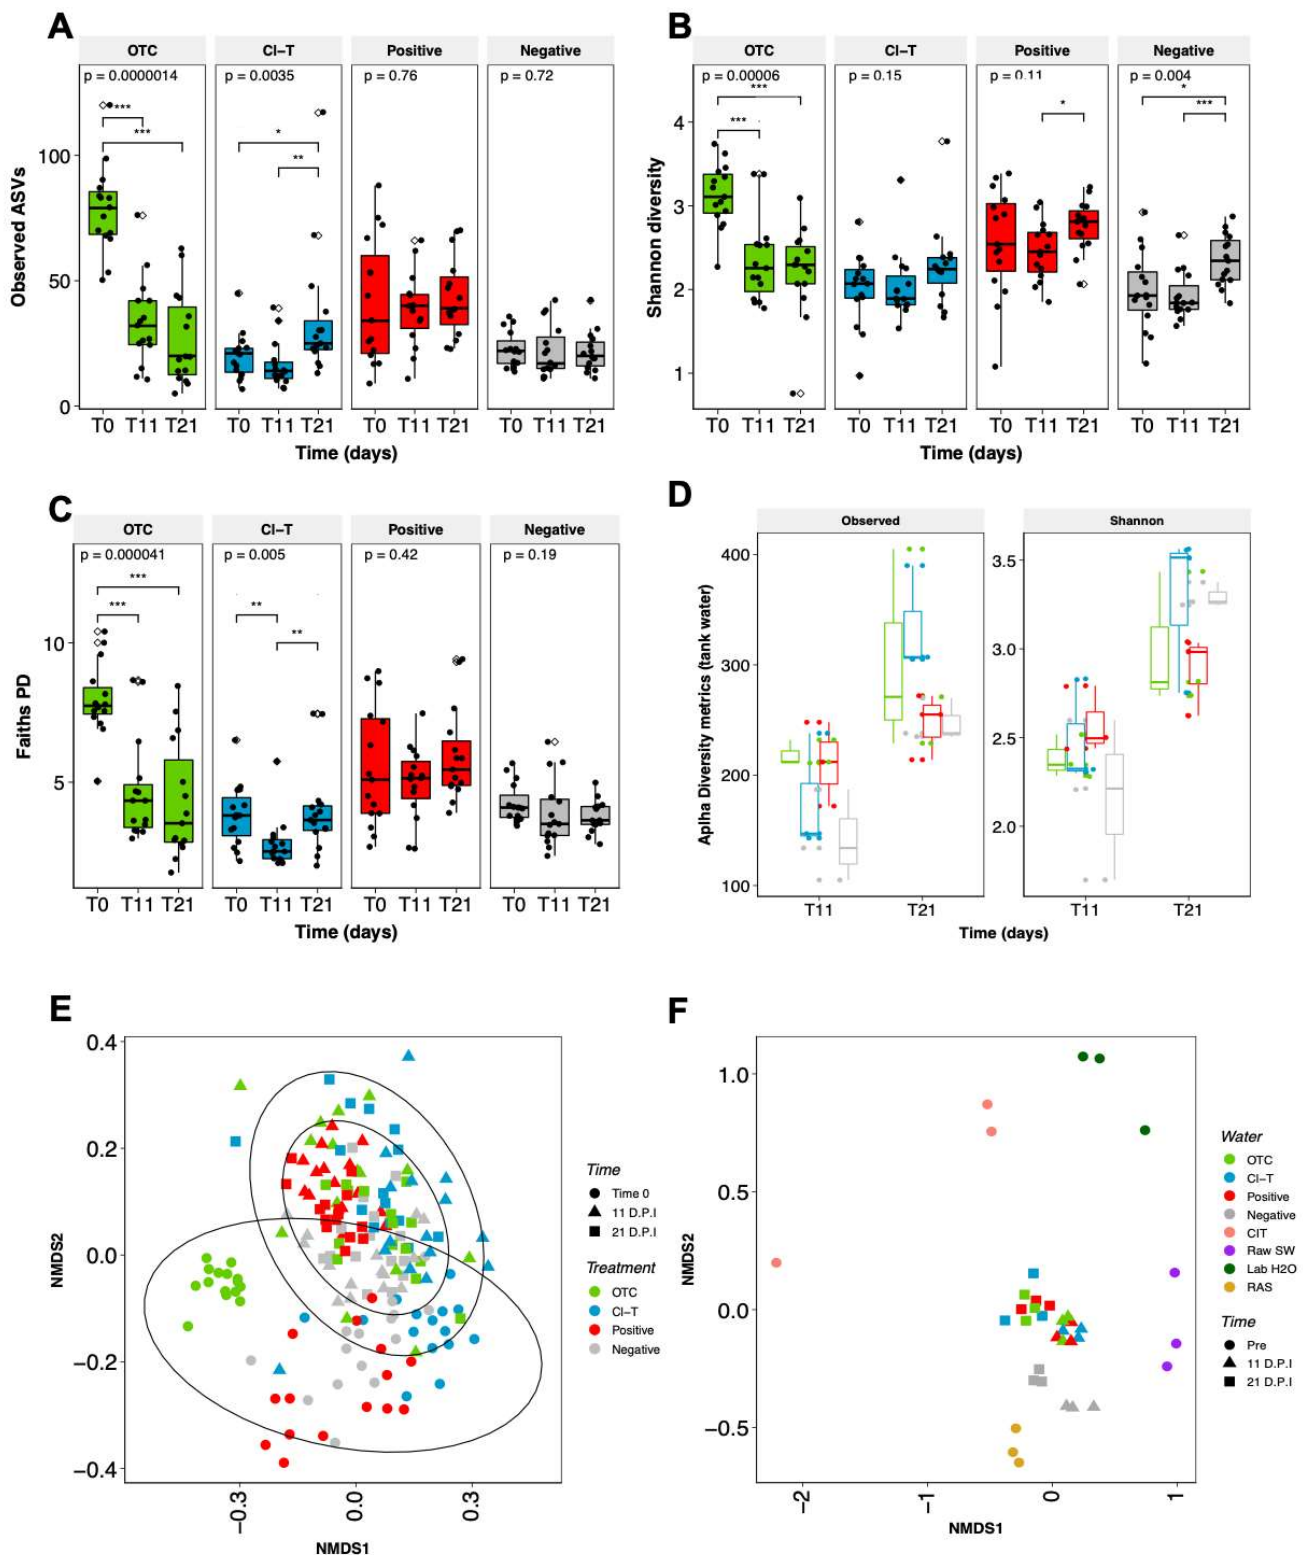 A
OTC CI–T Positive Negative
p = 0.0000014 p = 0.0035 p = 0.76 p = 0.72
***
***
*
**
Observed ASVs
100
50
0
T0 T11 T21 T0 T11 T21 T0 T11 T21 T0 T11 T21
Time (days)
B
OTC CI–T Positive Negative
p = 0.00006 p = 0.15 p = 0.11 p = 0.004
***
***
*
*
***
Shannon diversity
4
3
2
1
T0 T11 T21 T0 T11 T21 T0 T11 T21 T0 T11 T21
Time (days)
C
OTC CI–T Positive Negative
p = 0.000041 p = 0.005 p = 0.42 p = 0.19
***
***
**
**
Faiths PD
10
5
T0 T11 T21 T0 T11 T21 T0 T11 T21 T0 T11 T21
Time (days)
D
Observed Shannon
Aplha Diversity metrics (tank water)
400
300
200
100
3.5
3.0
2.5
2.0
T11 T21 T11 T21
Time (days)
E
NMDS2
0.4
0.2
0.0
−0.2
−0.4
−0.3 0.0 0.3
NMDS1
Time
Time 0
11 D.P.I
21 D.P.I
Treatment
OTC
CI–T
Positive
Negative
F
NMDS2
1.0
0.5
0.0
−0.5
−2 −1 0 1
NMDS1
Water
OTC
CI–T
Positive
Negative
CIT
Raw SW
Lab H2O
RAS
Time
Pre
11 D.P.I
21 D.P.I